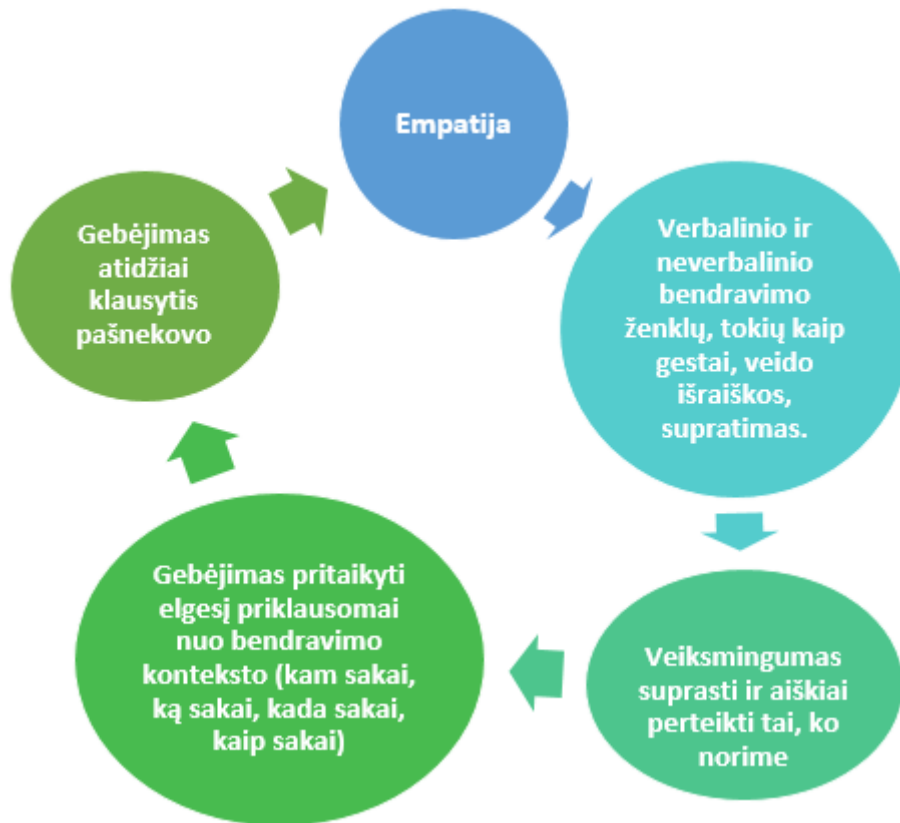 Empatija
Verbalinio ir
neverbalinio
bendravimo
ženklų, tokių kaip
gestai, veido
išraiškos,
supratimas.
Veiksmingumas
suprasti ir aiškiai
perteikti tai, ko
norime
Gebėjimas pritaikyti
elgesį priklausomai
nuo bendravimo
konteksto (kam sakai,
ką sakai, kada sakai,
kaip sakai)
Gebėjimas
atidžiai
klausytis
pašnekovo